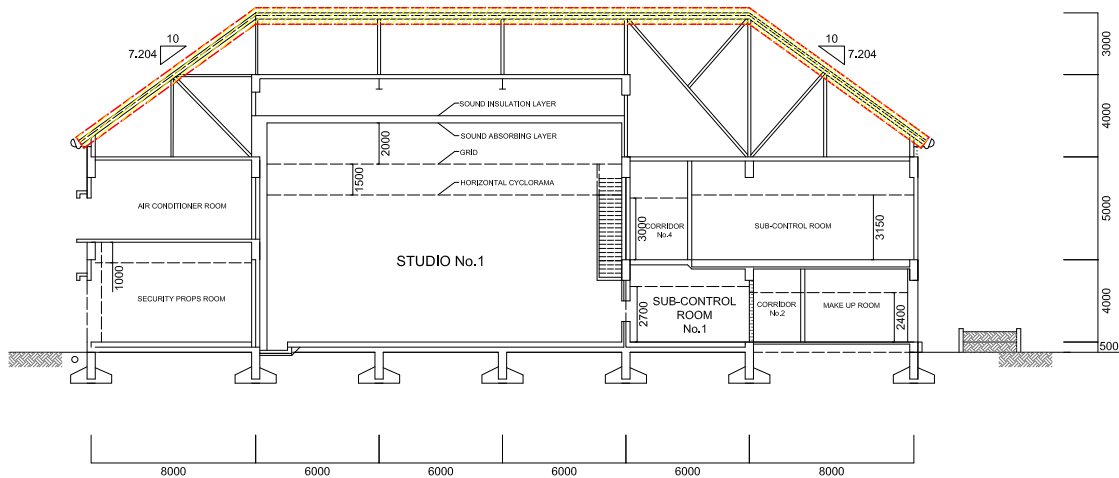 10
7.204
10
7.204
3000
SOUND INSULATION LAYER
4000
SOUND ABSORBING LAYER
2000
GRID
1500
HORIZONTAL CYCLORAMA
AIR CONDITIONER ROOM
3000
CORRIDOR
No.4
SUB-CONTROL ROOM
3150
5000
STUDIO No.1
1000
SECURITY PROPS ROOM
2700
SUB-CONTROL
ROOM
No.1
CORRIDOR
No.2
MAKE UP ROOM
2400
4000
500
8000
6000
6000
6000
6000
8000